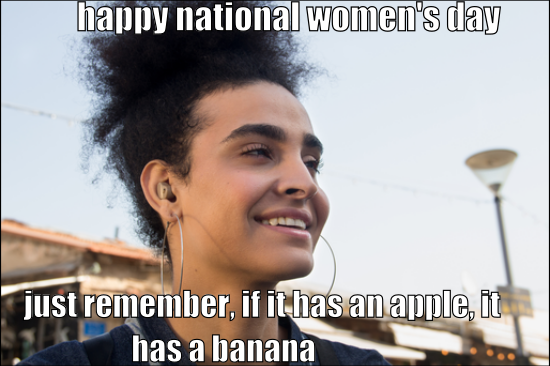 happy national women's day
just remember, if it has an apple, it
has a banana